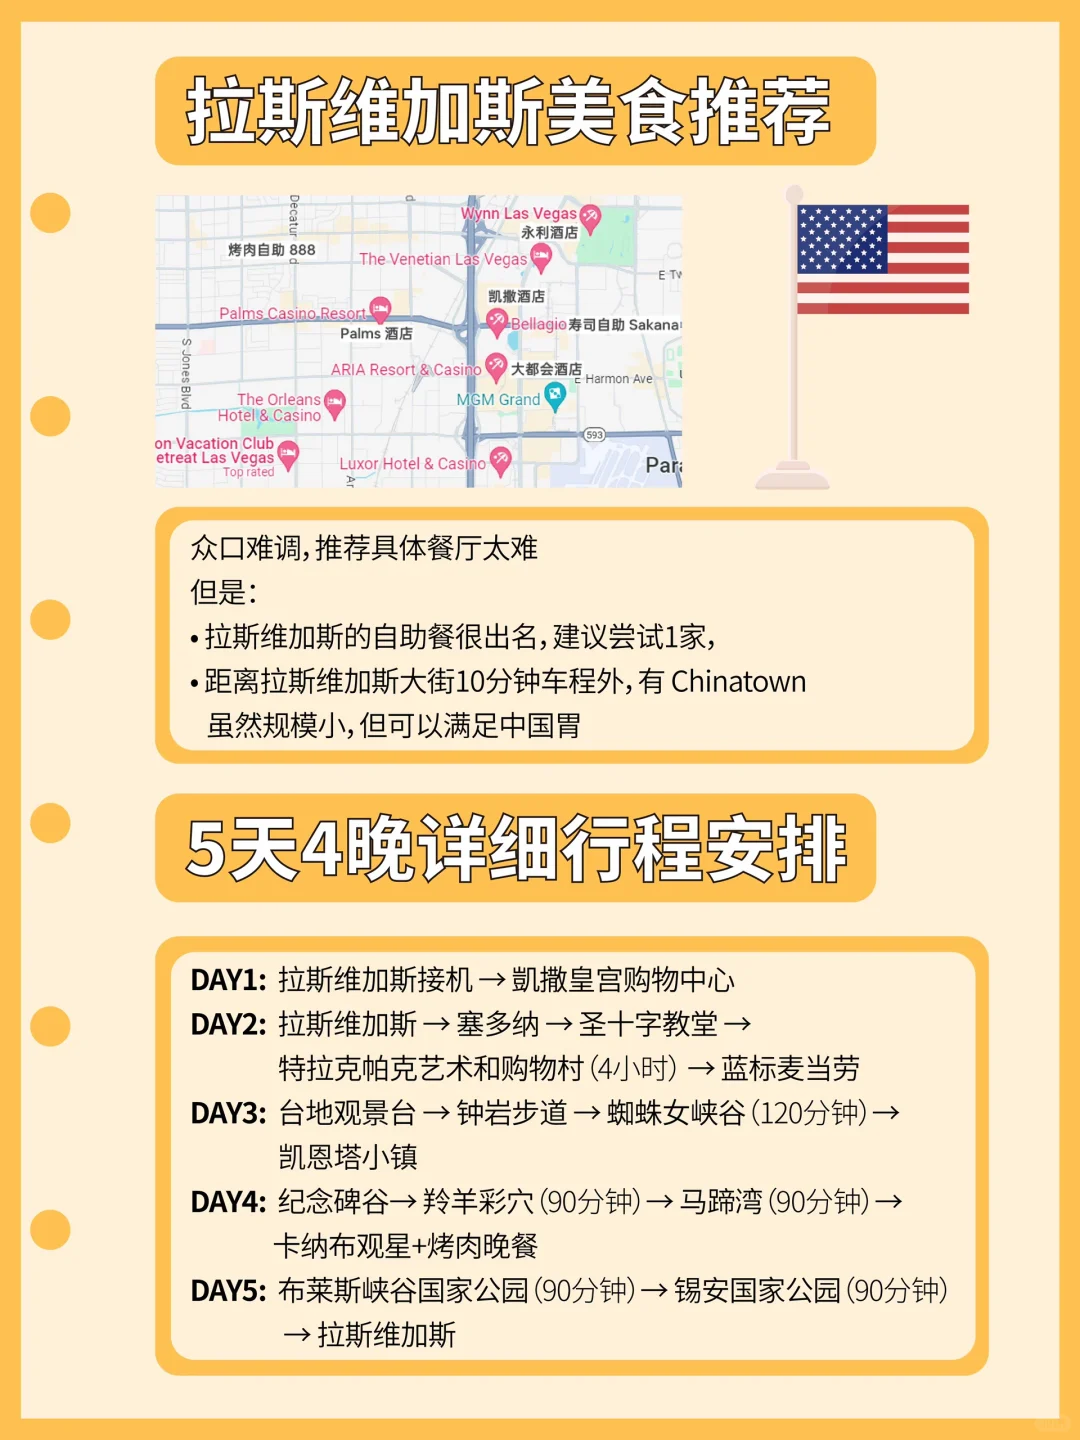 拉斯维加斯美食推荐
Decatur
d
d
Wynn Las Vegas
永利酒店
烤肉自助 888
The Venetian Las Vegas
凯撒酒店
Palms Casino Resort
Palms 酒店
Bellagio
寿司自助 Sakana
S Jones Blvd
ARIA Resort & Casino
大都会酒店
E Harmon Ave
MGM Grand
The Orleans
Hotel & Casino
593
on Vacation Club
etreat Las Vegas
Top rated
Luxor Hotel & Casino
Para
Ar
众口难调，推荐具体餐厅太难
但是：
• 拉斯维加斯的自助餐很出名，建议尝试1家，
• 距离拉斯维加斯大街10分钟车程外，有 Chinatown
虽然规模小，但可以满足中国胃
5天4晚详细行程安排
DAY1: 拉斯维加斯接机 → 凱撒皇宫购物中心
DAY2: 拉斯维加斯 → 塞多纳 → 圣十字教堂 →
特拉克帕克艺术和购物村（4小时） → 蓝标麦当劳
DAY3: 台地观景台 → 钟岩步道 → 蜘蛛女峡谷（120分钟）→
凯恩塔小镇
DAY4: 纪念碑谷→ 羚羊彩穴（90分钟）→ 马蹄湾（90分钟）→
卡纳布观星+烤肉晚餐
DAY5: 布莱斯峡谷国家公园（90分钟）→ 锡安国家公园（90分钟）
→ 拉斯维加斯